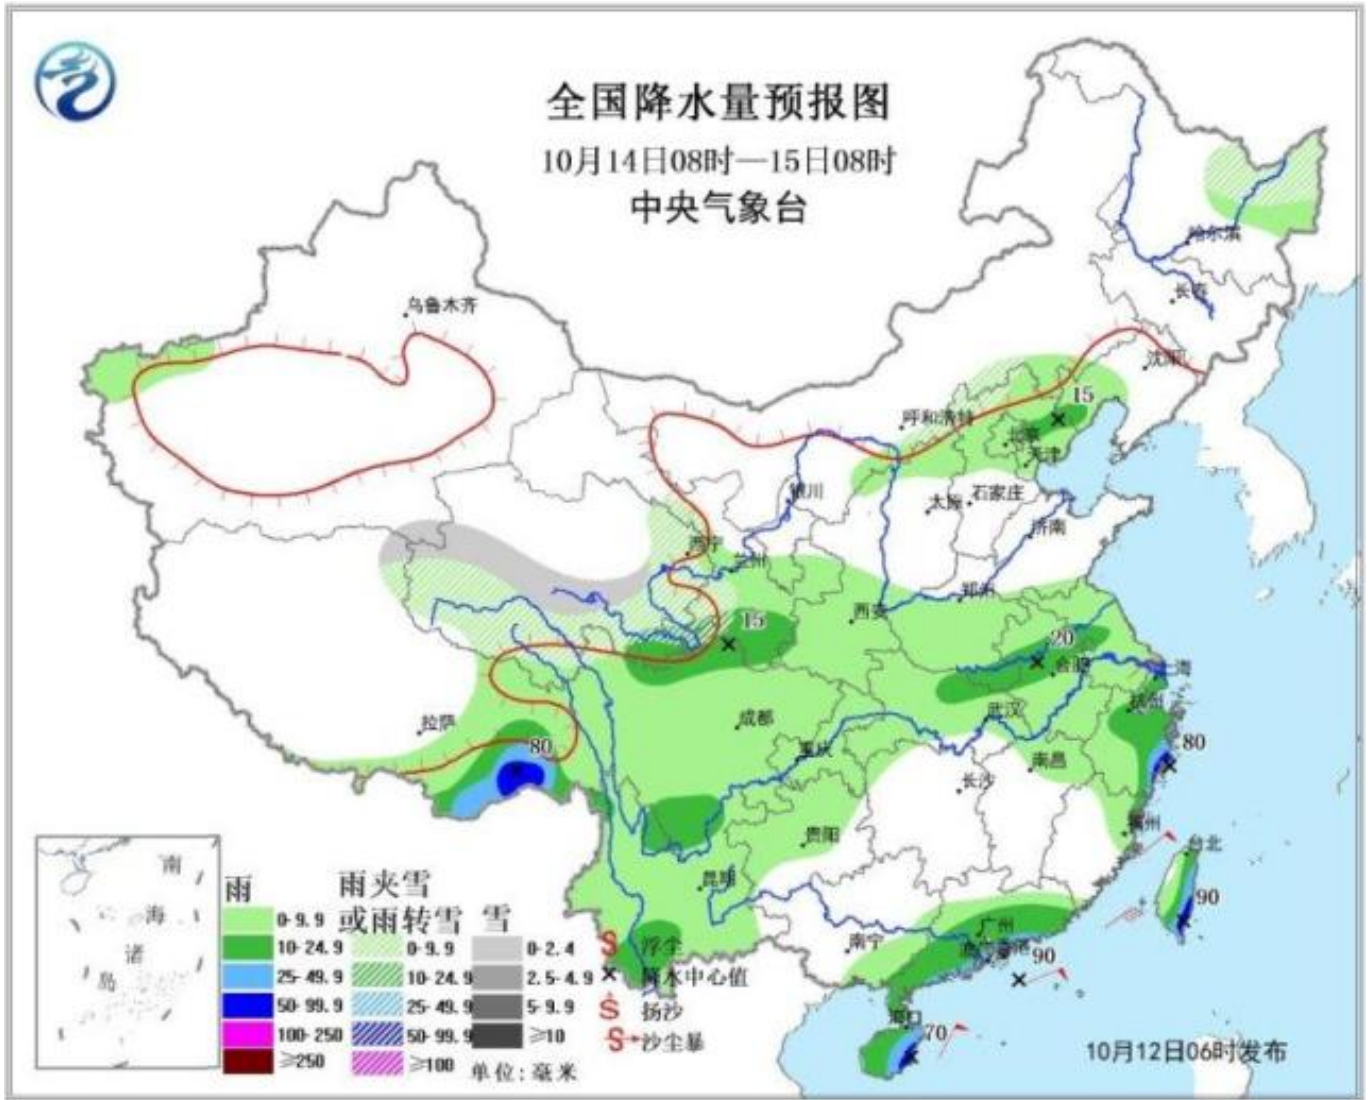 全国降水量预报图
10月14日08时—15日08时
中央气象台
哈尔滨
长春
乌鲁木齐
沈阳
15
呼和浩特
北京
天津
银川
太原
石家庄
济南
西宁
兰州
郑州
西安
15
20
合肥
上海
杭州
拉萨
成都
武汉
80
重庆
80
南昌
长沙
贵阳
福州
台北
昆明
90
广州
南宁
香港
90
海口
70
南
海
诸
岛
雨
雨夹雪
或雨转雪
雪
0-9.9
0-9.9
0-2.4
浮尘
10-24.9
10-24.9
2.5-4.9
降水中心值
25-49.9
25-49.9
5-9.9
扬沙
50-99.9
50-99.9
≥10
沙尘暴
100-250
≥100
≥250
单位:毫米
10月12日06时发布